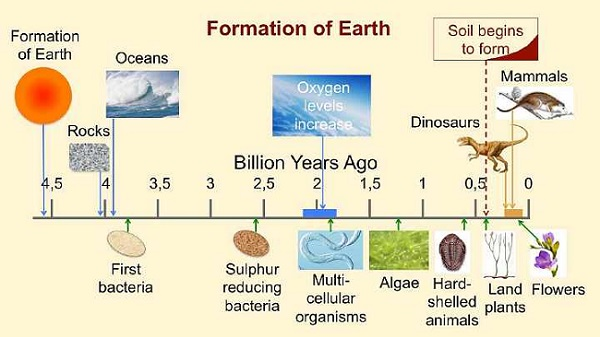 Formation of Earth
Formation
of Earth
Oceans
Rocks
Oxygen
levels
increase
Soil begins
to form
Mammals
Dinosaurs
Billion Years Ago
4,5 4 3,5 3 2,5 2 1,5 1 0,5 0
First
bacteria
Sulphur
reducing
bacteria
Multi-
cellular
organisms
Algae
Hard-
shelled
animals
Land
plants
Flowers